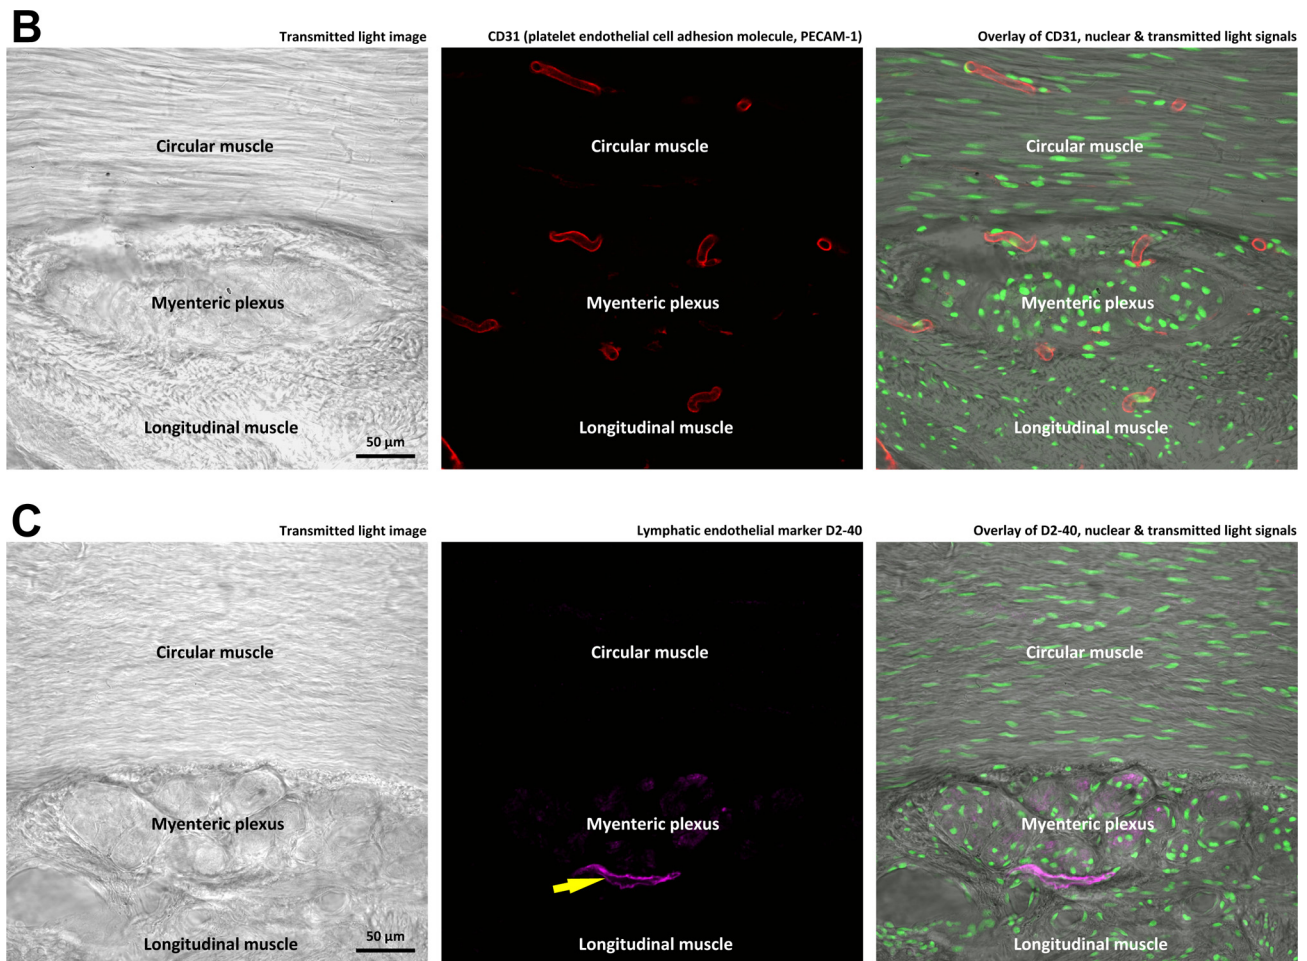 B
Transmitted light image
CD31 (platelet endothelial cell adhesion molecule, PECAM-1)
Overlay of CD31, nuclear & transmitted light signals
Circular muscle
Circular muscle
Circular muscle
Myenteric plexus
Myenteric plexus
Myenteric plexus
Longitudinal muscle
Longitudinal muscle
Longitudinal muscle
50 µm
C
Transmitted light image
Lymphatic endothelial marker D2-40
Overlay of D2-40, nuclear & transmitted light signals
Circular muscle
Circular muscle
Circular muscle
Myenteric plexus
Myenteric plexus
Myenteric plexus
Longitudinal muscle
Longitudinal muscle
Longitudinal muscle
50 µm